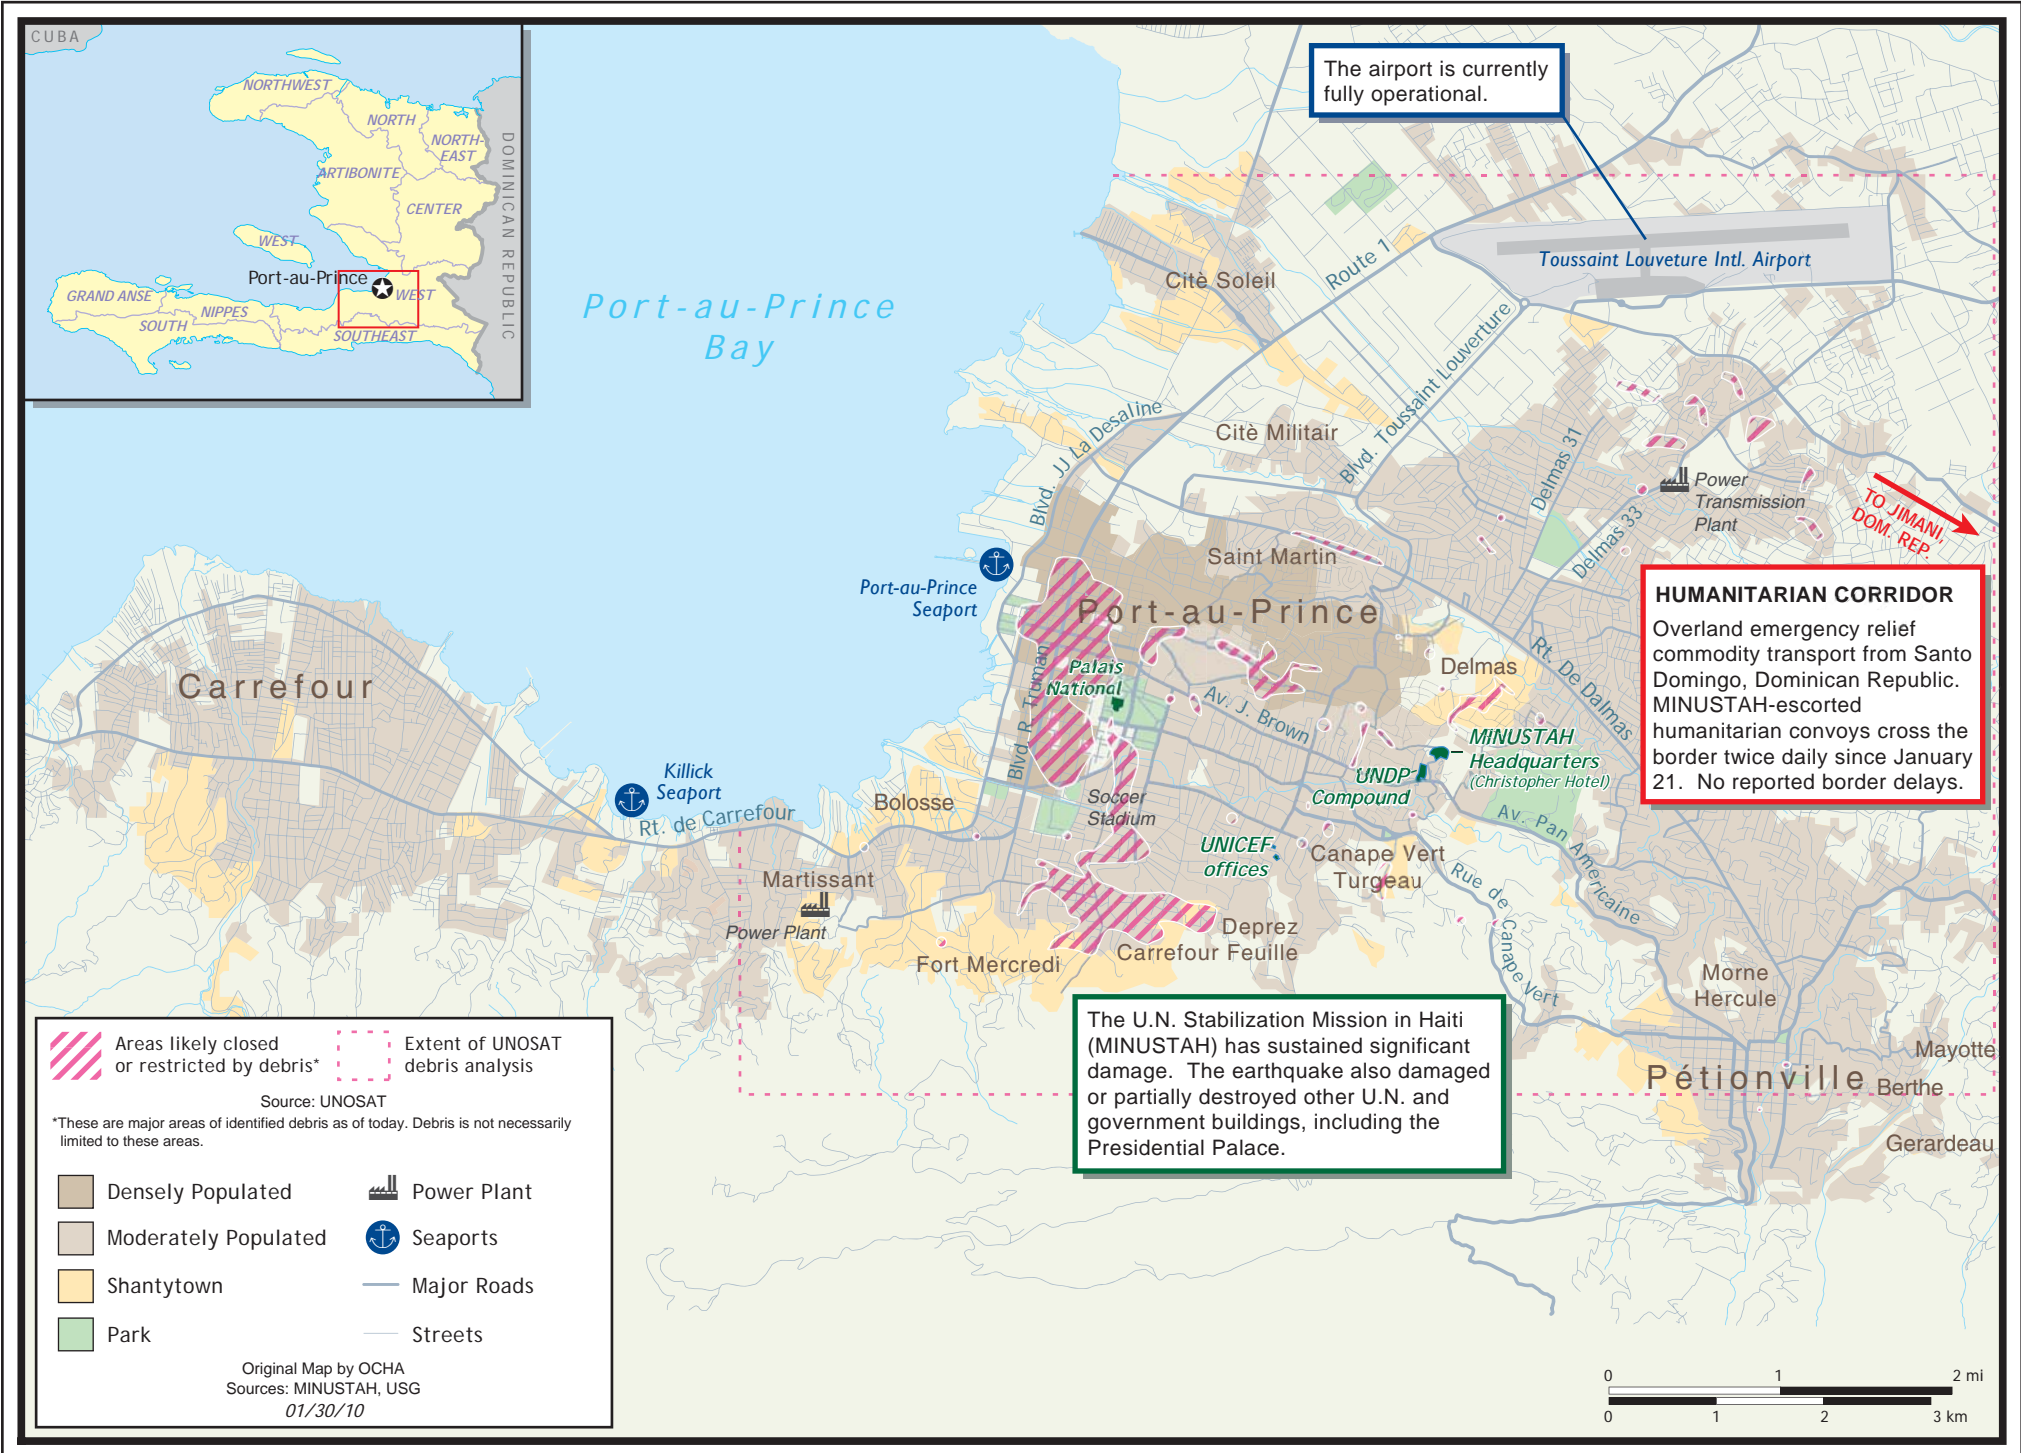 CUBA
NORTHWEST
NORTH
NORTH-
EAST
ARTIBONITE
CENTER
WEST
Port-au-Prince
WEST
GRAND ANSE
NIPPES
SOUTH
SOUTHEAST
DOMINICAN REPUBLIC
Port-au-Prince
Bay
The airport is currently
fully operational.
Toussaint Louveture Intl. Airport
Route 1
Citè Soleil
Blvd. Toussaint Louverture
Blvd. JJ La Desaline
Citè Militair
Delmas 31
Delmas 33
Power
Transmission
Plant
TO JIMANI,
DOM. REP.
Saint Martin
Port-au-Prince
Seaport
Port-au-Prince
HUMANITARIAN CORRIDOR
Overland emergency relief
commodity transport from Santo
Domingo, Dominican Republic.
MINUSTAH-escorted
humanitarian convoys cross the
border twice daily since January
21.  No reported border delays.
Palais
National
Blvd R. Truman
Av. J. Brown
Delmas
Rt. De Dalmas
MINUSTAH
Headquarters
(Christopher Hotel)
UNDP
Compound
Carrefour
Killick
Seaport
Rt. de Carrefour
Bolosse
Soccer
Stadium
UNICEF
offices
Canape Vert
Turgeau
Av. Pan Americaine
Rue de Canape Vert
Martissant
Power Plant
Fort Mercredi
Deprez
Carrefour Feuille
Morne
Hercule
Mayotte
Pétionville
Berthe
Gerardeau
The U.N. Stabilization Mission in Haiti
(MINUSTAH) has sustained significant
damage.  The earthquake also damaged
or partially destroyed other U.N. and
government buildings, including the
Presidential Palace.
Areas likely closed
or restricted by debris*
Extent of UNOSAT
debris analysis
Source: UNOSAT
*These are major areas of identified debris as of today. Debris is not necessarily
limited to these areas.
Densely Populated
Power Plant
Moderately Populated
Seaports
Shantytown
Major Roads
Park
Streets
Original Map by OCHA
Sources: MINUSTAH, USG
01/30/10
0 1 2 mi
0 1 2 3 km